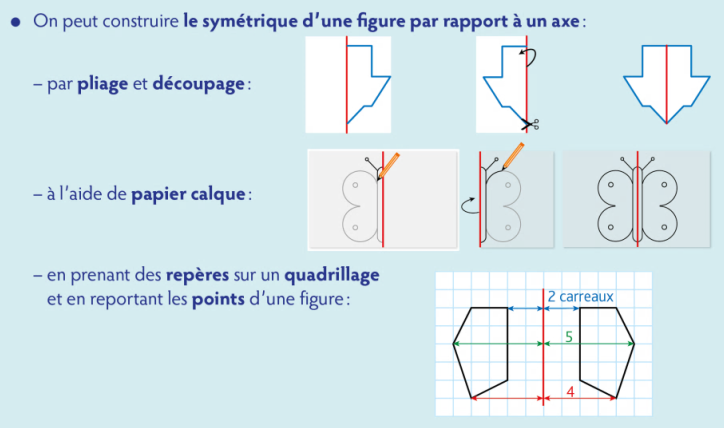 ● On peut construire le symétrique d'une figure par rapport à un axe :
– par pliage et découpage :
– à l'aide de papier calque :
– en prenant des repères sur un quadrillage
et en reportant les points d'une figure :
2 carreaux
5
4